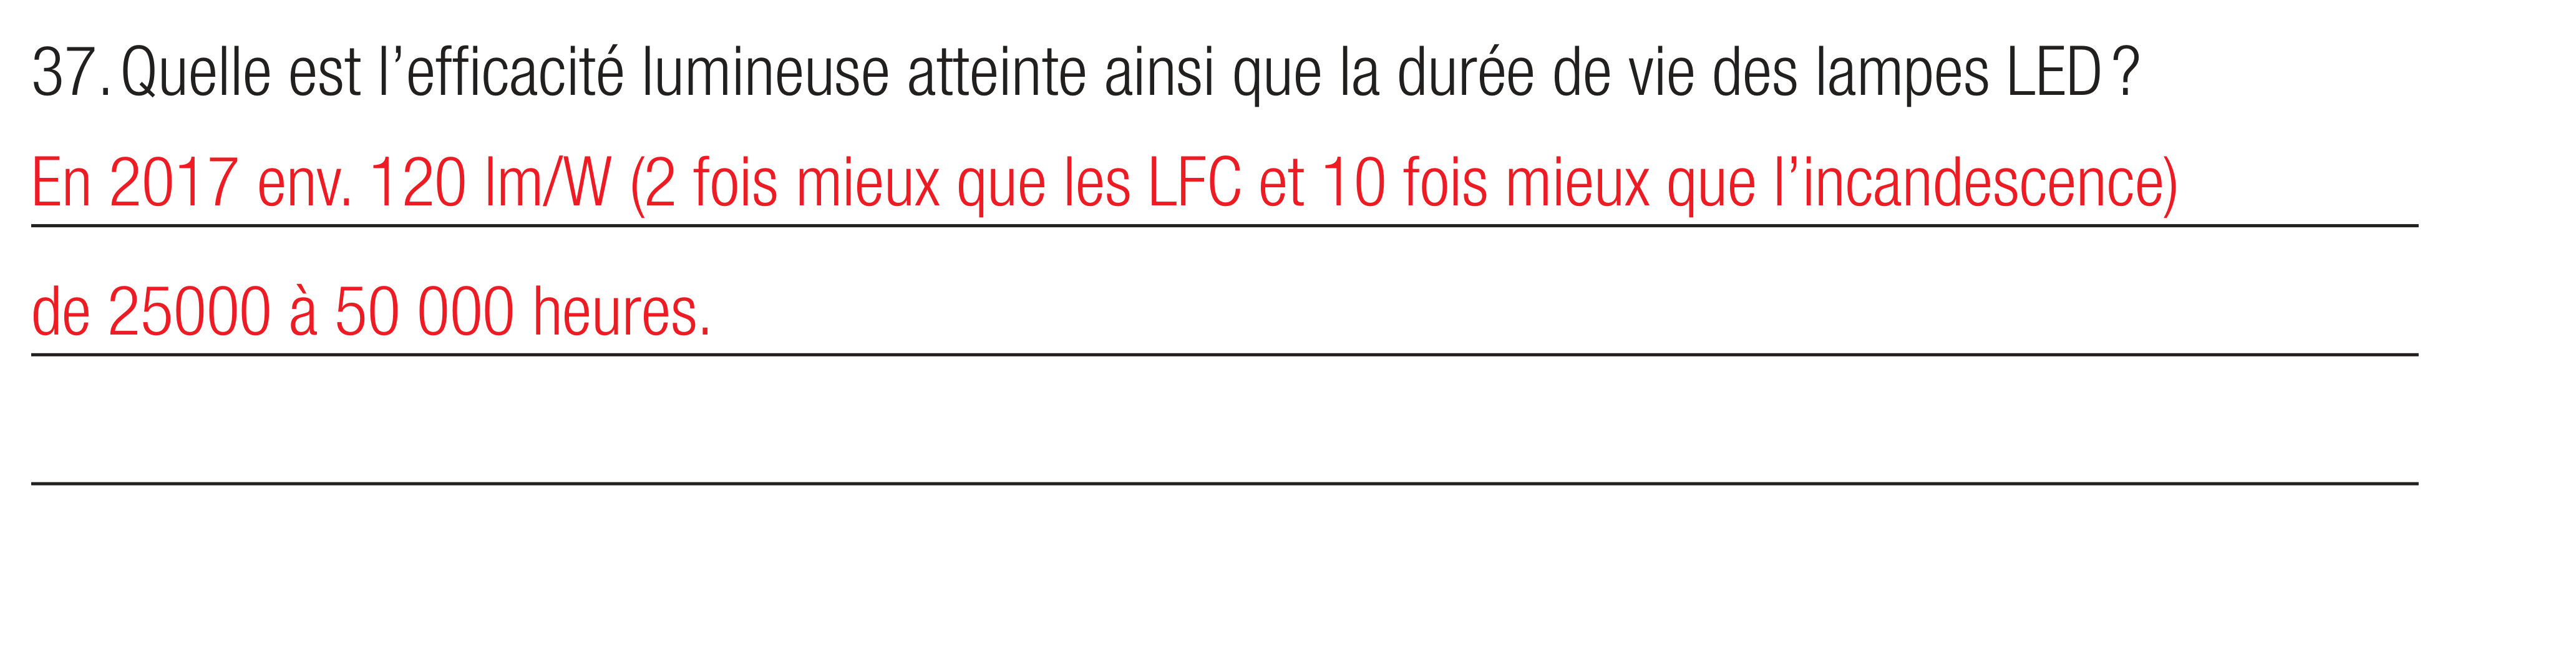 37. Quelle est l’efficacité lumineuse atteinte ainsi que la durée de vie des lampes LED ?
En 2017 env. 120 lm/W (2 fois mieux que les LFC et 10 fois mieux que l’incandescence)
de 25000 à 50 000 heures.